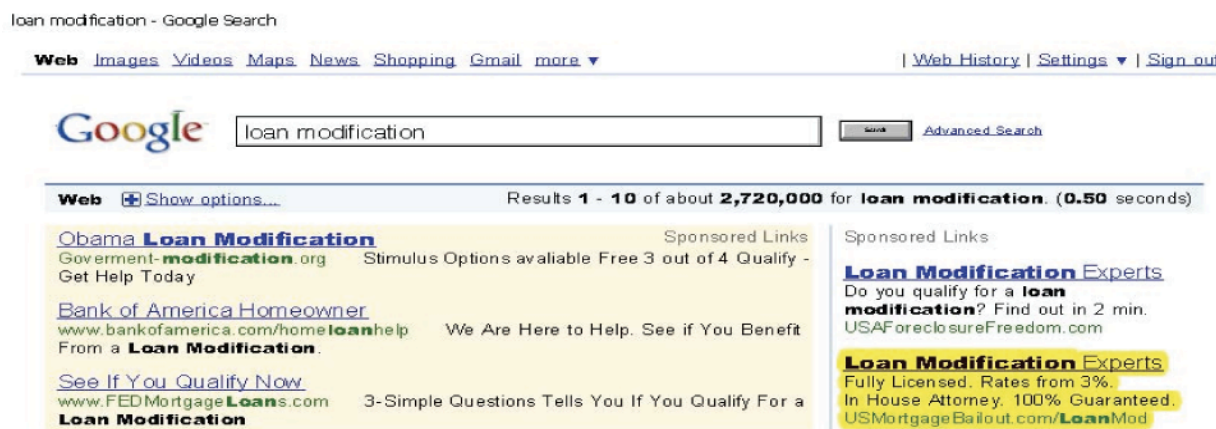 loan modification - Google Search
Web Images Videos Maps News Shopping Gmail more ▼ | Web History | Settings ▼ | Sign out
Google loan modification Search Advanced Search
Web Show options... Results 1 - 10 of about 2,720,000 for loan modification. (0.50 seconds)
Obama Loan Modification Sponsored Links
Goverment-modification.org Stimulus Options avaliable Free 3 out of 4 Qualify -
Get Help Today
Bank of America Homeowner
www.bankofamerica.com/homeloanhelp We Are Here to Help. See if You Benefit
From a Loan Modification.
See If You Qualify Now
www.FEDMortgageLoans.com 3-Simple Questions Tells You If You Qualify For a
Loan Modification
Sponsored Links
Loan Modification Experts
Do you qualify for a loan
modification? Find out in 2 min.
USAForeclosureFreedom.com
Loan Modification Experts
Fully Licensed. Rates from 3%.
In House Attorney. 100% Guaranteed.
USMortgageBailout.com/LoanMod